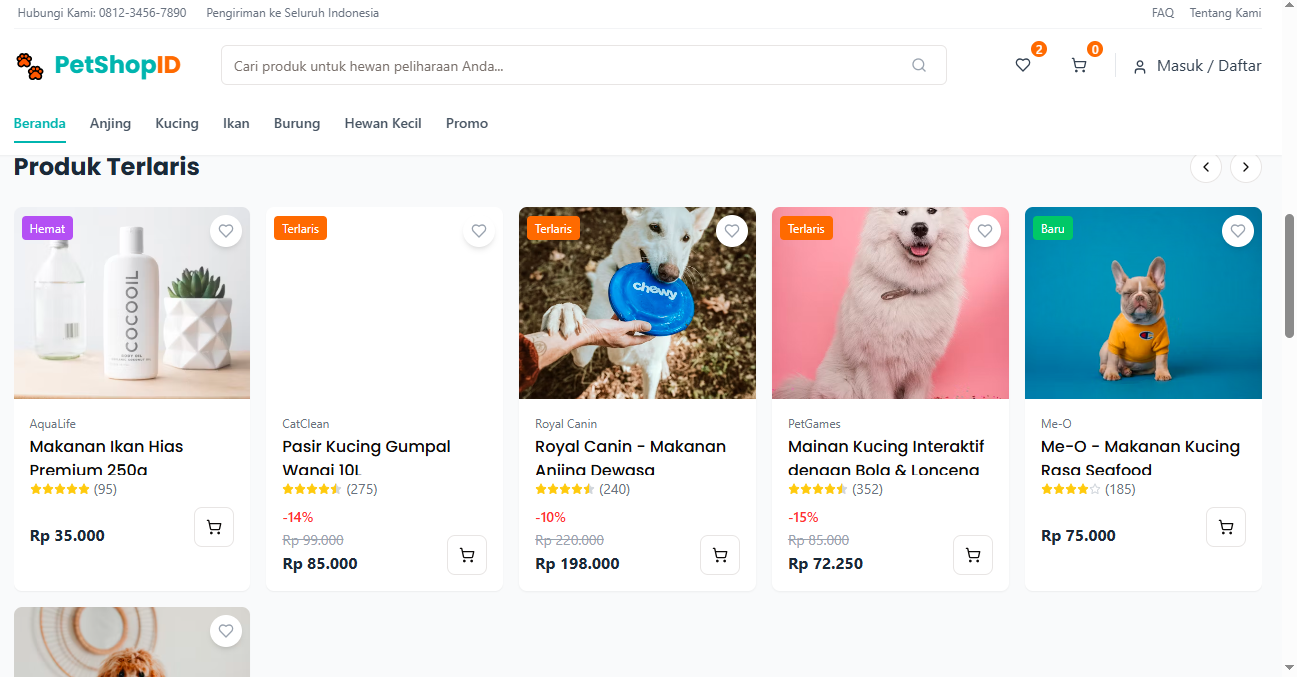 Hubungi Kami: 0812-3456-7890 Pengiriman ke Seluruh Indonesia FAQ Tentang Kami
PetShopID
Cari produk untuk hewan peliharaan Anda...
2
0
Masuk / Daftar
Beranda Anjing Kucing Ikan Burung Hewan Kecil Promo
Produk Terlaris
Hemat
COCOOIL
AquaLife
Makanan Ikan Hias
Premium 250g
(95)
Rp 35.000
Terlaris
CatClean
Pasir Kucing Gumpal
Wangi 10L
(275)
-14%
Rp 99.000
Rp 85.000
Terlaris
chewy
Royal Canin
Royal Canin - Makanan
Anjing Dewasa
(240)
-10%
Rp 220.000
Rp 198.000
Terlaris
PetGames
Mainan Kucing Interaktif
dengan Bola & Lonceng
(352)
-15%
Rp 85.000
Rp 72.250
Baru
Me-O
Me-O - Makanan Kucing
Rasa Seafood
(185)
Rp 75.000